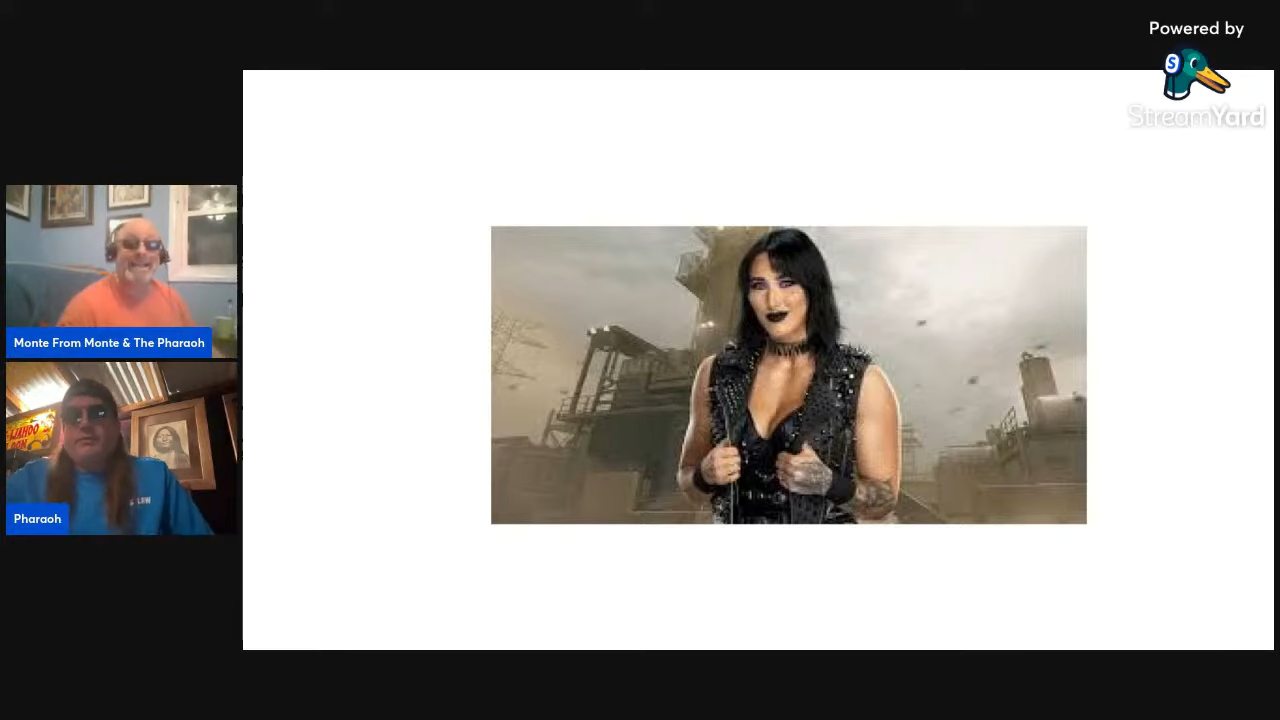 Powered by
S
StreamYard
Monte From Monte & The Pharaoh
Pharaoh